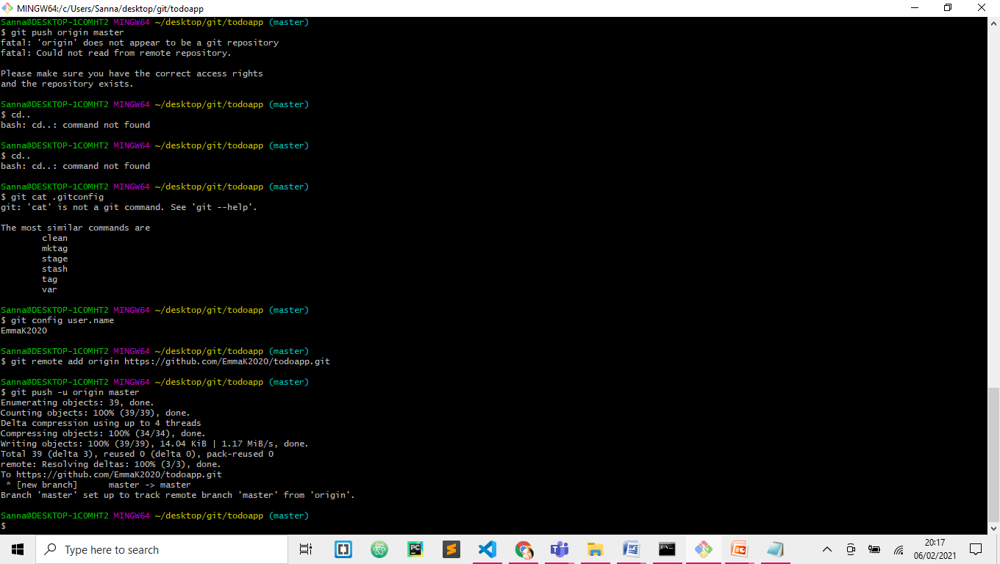 MINGW64:/c/Users/Sanna/desktop/git/todoapp
Sanna@DESKTOP-1COMHT2 MINGW64 ~/desktop/git/todoapp (master)
$ git push origin master
fatal: 'origin' does not appear to be a git repository
fatal: Could not read from remote repository.
Please make sure you have the correct access rights
and the repository exists.
Sanna@DESKTOP-1COMHT2 MINGW64 ~/desktop/git/todoapp (master)
$ cd..
bash: cd..: command not found
Sanna@DESKTOP-1COMHT2 MINGW64 ~/desktop/git/todoapp (master)
$ cd..
bash: cd..: command not found
Sanna@DESKTOP-1COMHT2 MINGW64 ~/desktop/git/todoapp (master)
$ git cat .gitconfig
git: 'cat' is not a git command. See 'git --help'.
The most similar commands are
clean
mktag
stage
stash
tag
var
Sanna@DESKTOP-1COMHT2 MINGW64 ~/desktop/git/todoapp (master)
$ git config user.name
EmmaK2020
Sanna@DESKTOP-1COMHT2 MINGW64 ~/desktop/git/todoapp (master)
$ git remote add origin https://github.com/EmmaK2020/todoapp.git
Sanna@DESKTOP-1COMHT2 MINGW64 ~/desktop/git/todoapp (master)
$ git push -u origin master
Enumerating objects: 39, done.
Counting objects: 100% (39/39), done.
Delta compression using up to 4 threads
Compressing objects: 100% (34/34), done.
Writing objects: 100% (39/39), 14.04 KiB | 1.17 MiB/s, done.
Total 39 (delta 3), reused 0 (delta 0), pack-reused 0
remote: Resolving deltas: 100% (3/3), done.
To https://github.com/EmmaK2020/todoapp.git
* [new branch]      master -> master
Branch 'master' set up to track remote branch 'master' from 'origin'.
Sanna@DESKTOP-1COMHT2 MINGW64 ~/desktop/git/todoapp (master)
$
Type here to search
PC
20:17
06/02/2021